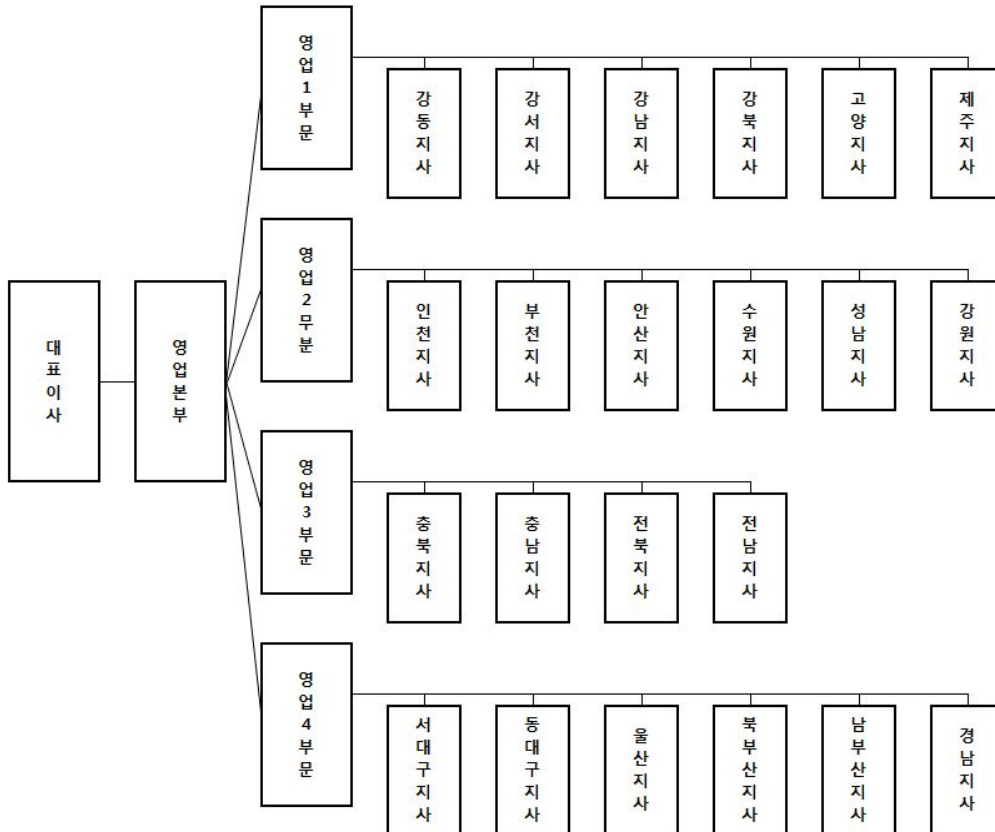 대표이사
영업본부
영업1부문
강동지사
강서지사
강남지사
강북지사
고양지사
제주지사
영업2무분
인천지사
부천지사
안산지사
수원지사
성남지사
강원지사
영업3부문
충북지사
충남지사
전북지사
전남지사
영업4부문
서대구지사
동대구지사
울산지사
북부산지사
남부산지사
경남지사